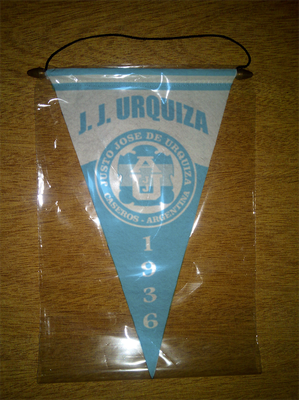 J. J. URQUIZA
JUSTO JOSE DE URQUIZA
CASEROS - ARGENTINA
1
9
3
6